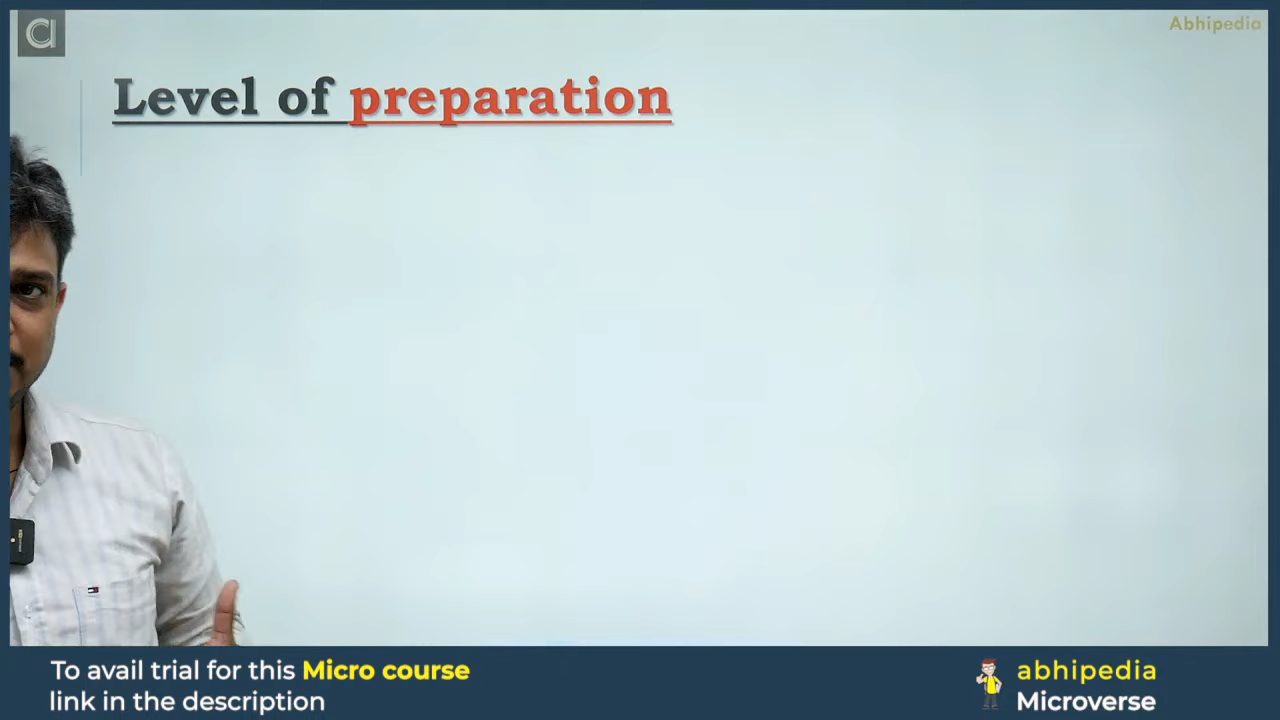 Abhipedia
Level of preparation
To avail trial for this Micro course
link in the description
abhipedia
Microverse